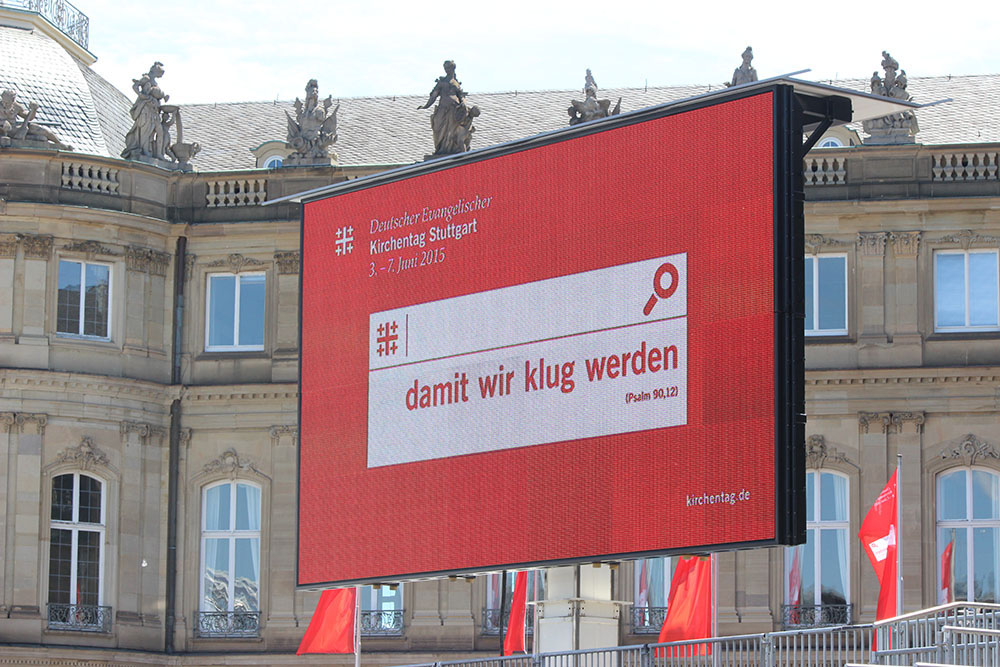 Deutscher Evangelischer
Kirchentag Stuttgart
3. – 7. Juni 2015
damit wir klug werden
(Psalm 90,12)
kirchentag.de